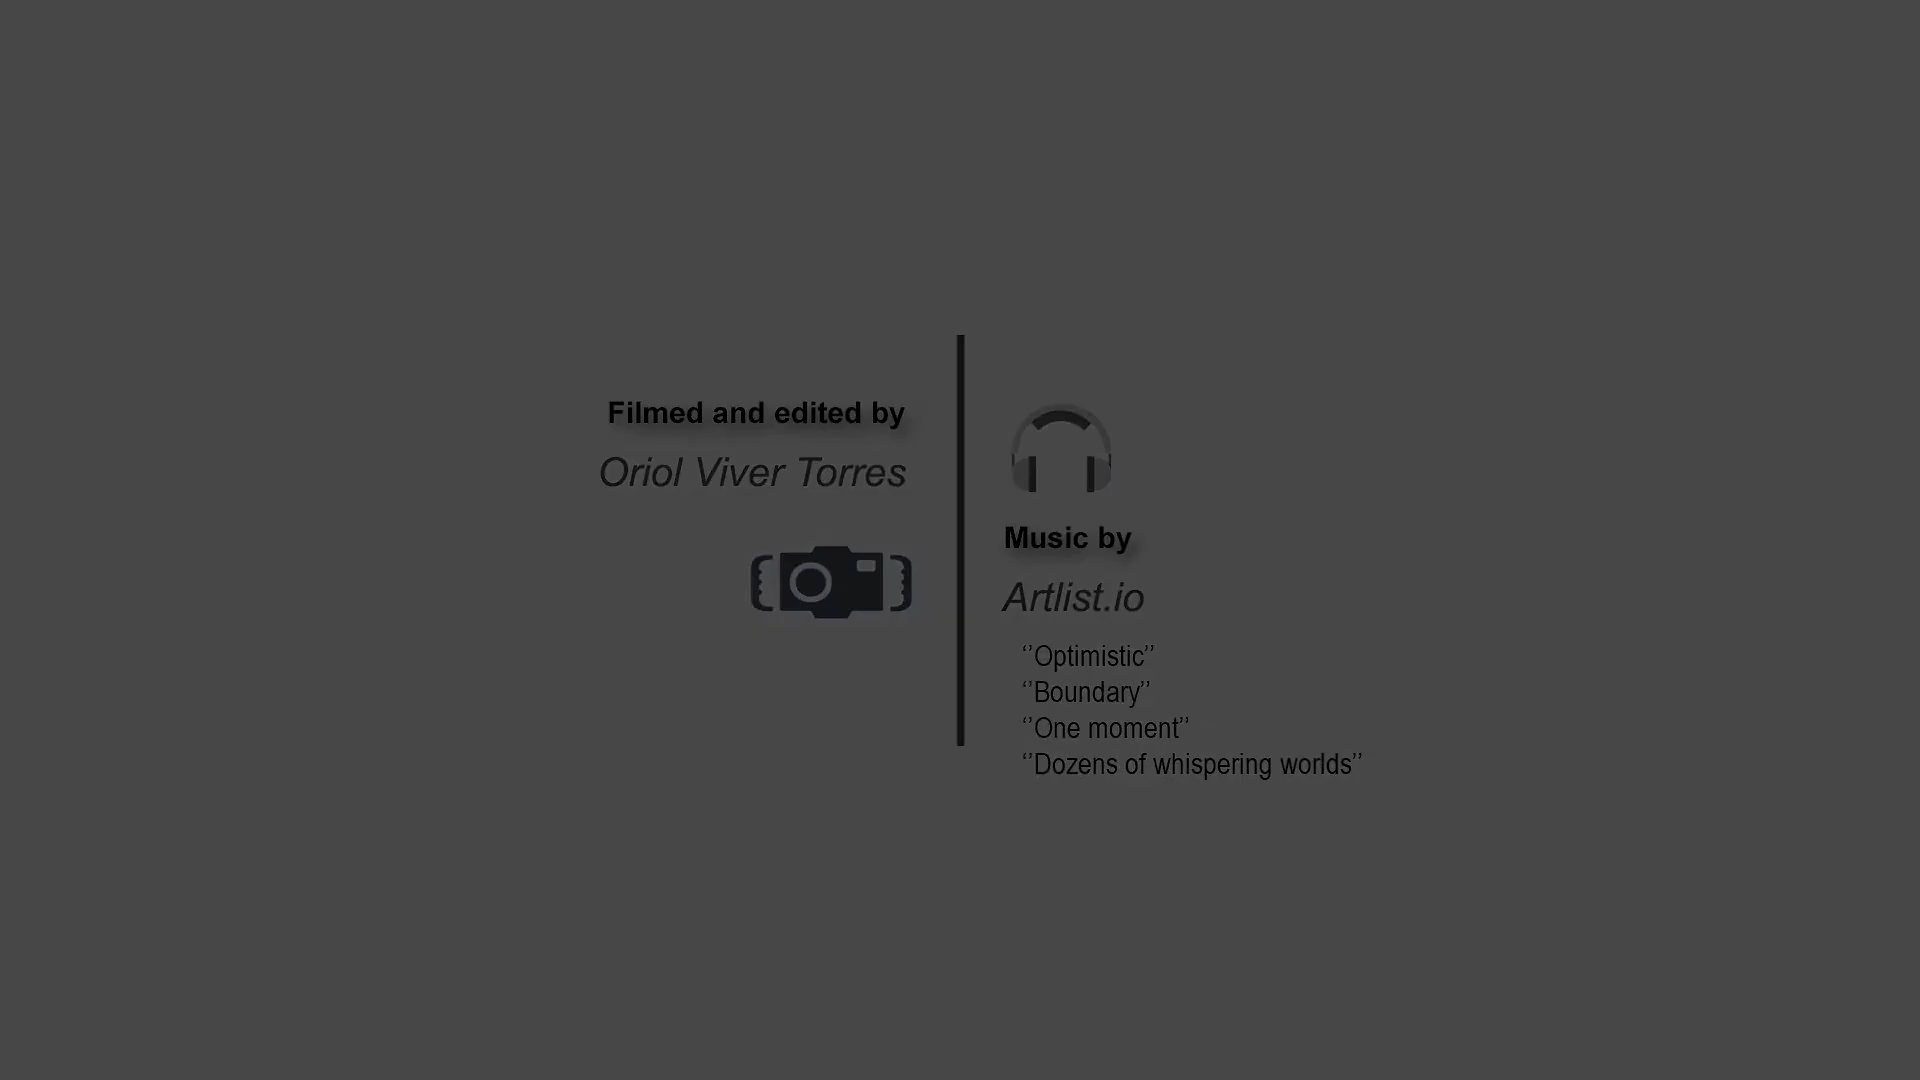 Filmed and edited by
Oriol Viver Torres
Music by
Artlist.io
‘’Optimistic’’
‘’Boundary’’
‘’One moment’’
‘’Dozens of whispering worlds’’